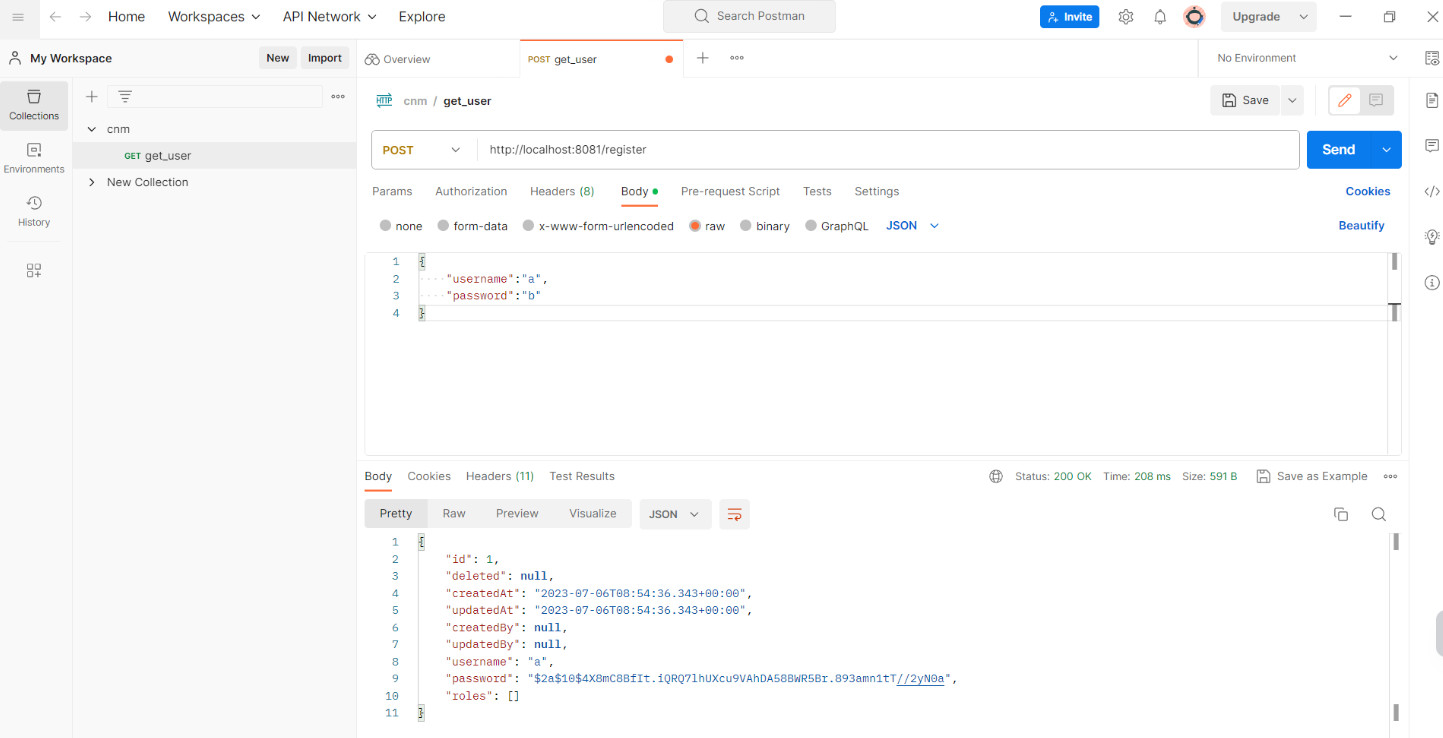 Home Workspaces API Network Explore Search Postman Invite Upgrade
My Workspace New Import Overview POST get_user No Environment
Collections
cnm
GET get_user
New Collection
Environments
History
HTTP cnm / get_user Save
POST http://localhost:8081/register Send
Params Authorization Headers (8) Body Pre-request Script Tests Settings Cookies
none form-data x-www-form-urlencoded raw binary GraphQL JSON Beautify
1 {
2 "username":"a",
3 "password":"b"
4 }
Body Cookies Headers (11) Test Results Status: 200 OK Time: 208 ms Size: 591 B Save as Example
Pretty Raw Preview Visualize JSON
1 {
2 "id": 1,
3 "deleted": null,
4 "createdAt": "2023-07-06T08:54:36.343+00:00",
5 "updatedAt": "2023-07-06T08:54:36.343+00:00",
6 "createdBy": null,
7 "updatedBy": null,
8 "username": "a",
9 "password": "$2a$10$4X8mC8BfIt.iQRQ7lhUXcu9VAhDA58BWR5Br.893amn1tT//2yN0a",
10 "roles": []
11 }